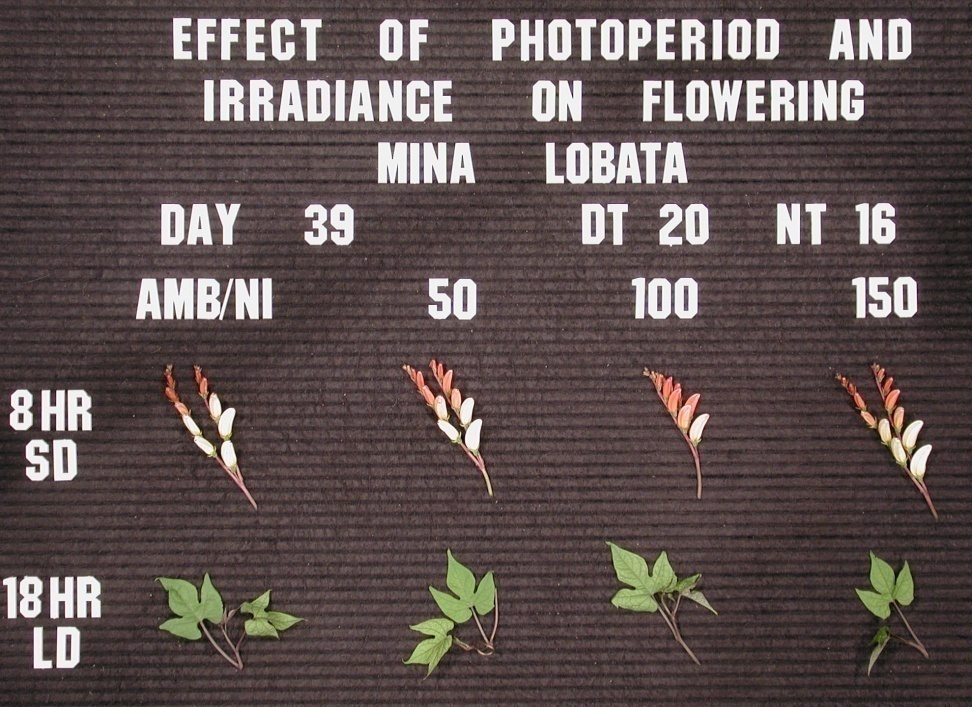 EFFECT OF PHOTOPERIOD AND
IRRADIANCE ON FLOWERING
MINA LOBATA
DAY 39 DT 20 NT 16
AMB/NI 50 100 150
8 HR
SD
18 HR
LD